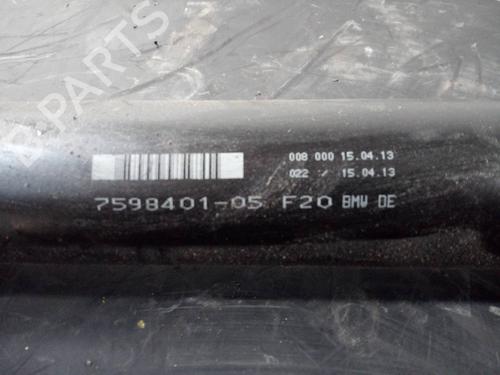 B-PARTS
008 000 15.04.13
022 / 15.04.13
7598401-05 F20 BMW DE